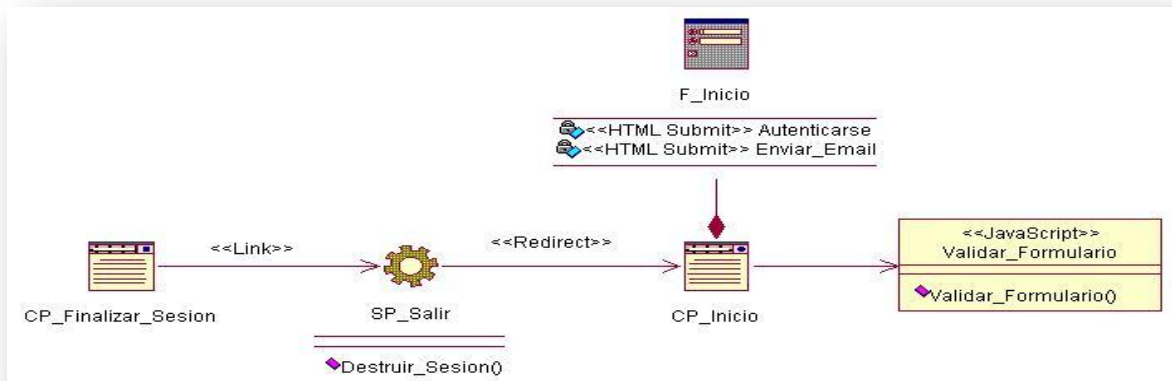 F_Inicio
<<HTML Submit>> Autenticarse
<<HTML Submit>> Enviar_Email
<<Link>>
<<Redirect>>
<<JavaScript>>
Validar_Formulario
Validar_Formulario()
CP_Finalizar_Sesion
SP_Salir
CP_Inicio
Destruir_Sesion()